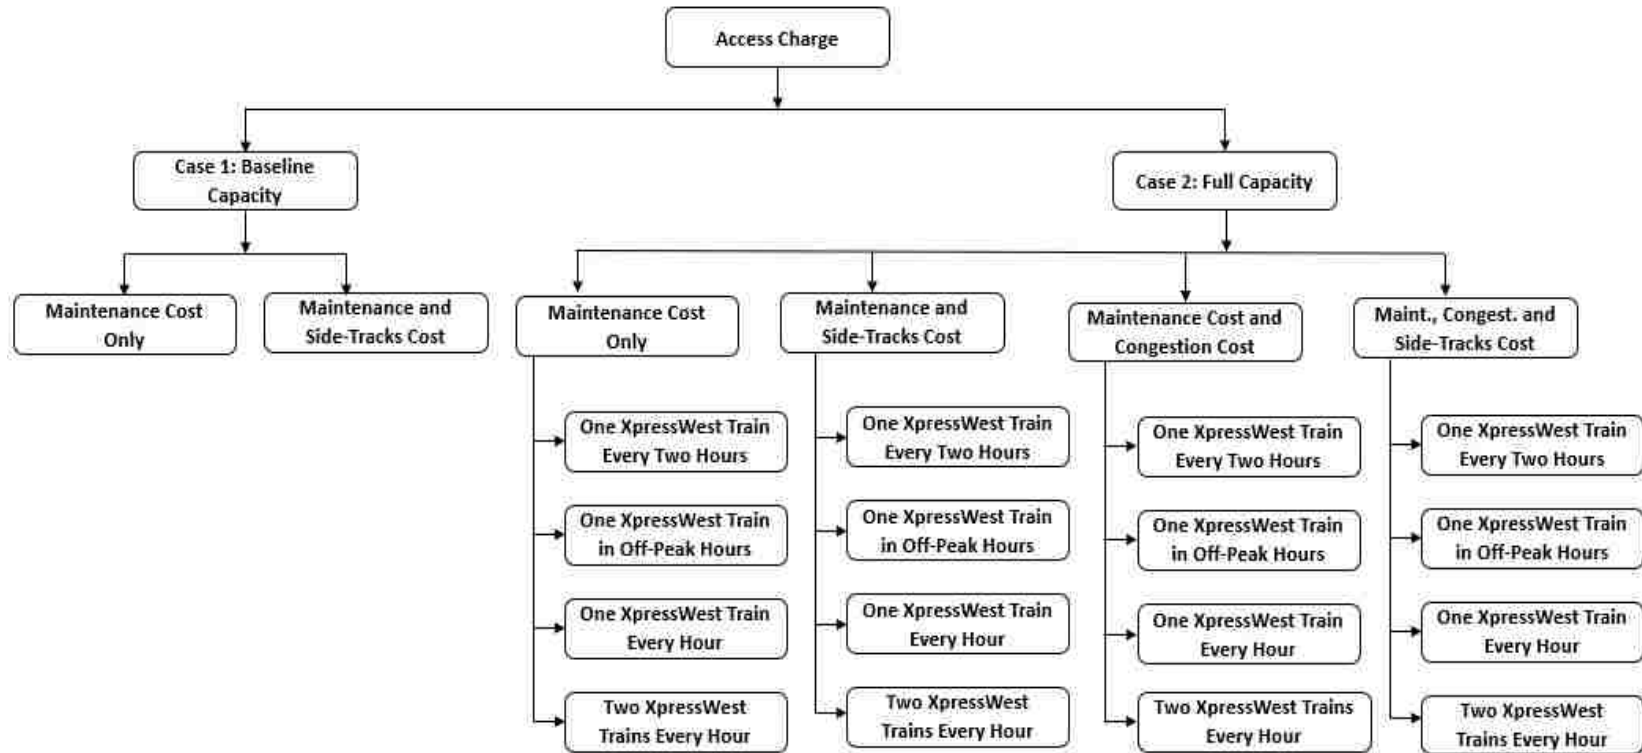 Access Charge
Case 1: Baseline
Capacity
Case 2: Full Capacity
Maintenance Cost
Only
Maintenance and
Side-Tracks Cost
Maintenance Cost
Only
Maintenance and
Side-Tracks Cost
Maintenance Cost and
Congestion Cost
Maint., Congest. and
Side-Tracks Cost
One XpressWest Train
Every Two Hours
One XpressWest Train
in Off-Peak Hours
One XpressWest Train
Every Hour
Two XpressWest
Trains Every Hour
One XpressWest Train
Every Two Hours
One XpressWest Train
in Off-Peak Hours
One XpressWest Train
Every Hour
Two XpressWest
Trains Every Hour
One XpressWest Train
Every Two Hours
One XpressWest Train
in Off-Peak Hours
One XpressWest Train
Every Hour
Two XpressWest Trains
Every Hour
One XpressWest Train
Every Two Hours
One XpressWest Train
in Off-Peak Hours
One XpressWest Train
Every Hour
Two XpressWest
Trains Every Hour